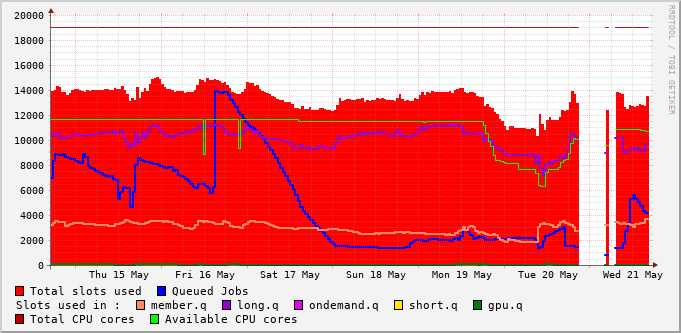 RRDTOOL / TOBI OETIKER
20000
18000
16000
14000
12000
10000
8000
6000
4000
2000
0
Thu 15 May Fri 16 May Sat 17 May Sun 18 May Mon 19 May Tue 20 May Wed 21 May
Total slots used Queued Jobs
Slots used in : member.q long.q ondemand.q short.q gpu.q
Total CPU cores Available CPU cores